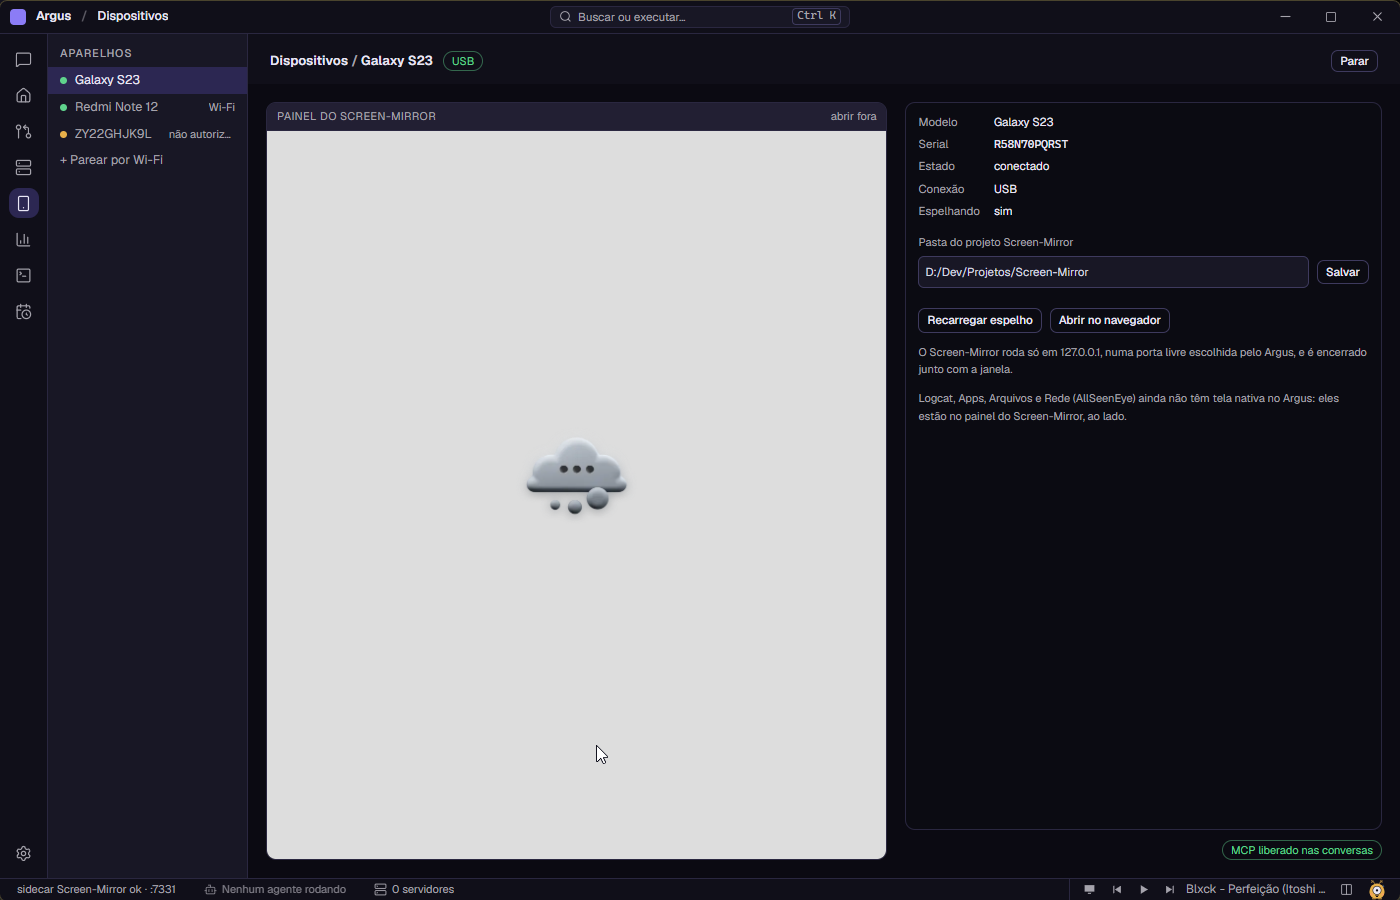 Argus / Dispositivos
Buscar ou executar...
Ctrl K
APARELHOS
Galaxy S23
Redmi Note 12
Wi-Fi
ZY22GHJK9L
não autoriz...
+ Parear por Wi-Fi
Dispositivos / Galaxy S23
USB
Parar
PAINEL DO SCREEN-MIRROR
abrir fora
Modelo
Galaxy S23
Serial
R58N70PQRST
Estado
conectado
Conexão
USB
Espelhando
sim
Pasta do projeto Screen-Mirror
D:/Dev/Projetos/Screen-Mirror
Salvar
Recarregar espelho
Abrir no navegador
O Screen-Mirror roda só em 127.0.0.1, numa porta livre escolhida pelo Argus, e é encerrado
junto com a janela.
Logcat, Apps, Arquivos e Rede (AllSeenEye) ainda não têm tela nativa no Argus: eles
estão no painel do Screen-Mirror, ao lado.
MCP liberado nas conversas
sidecar Screen-Mirror ok · :7331
Nenhum agente rodando
0 servidores
Blxck - Perfeição (Itoshi ...